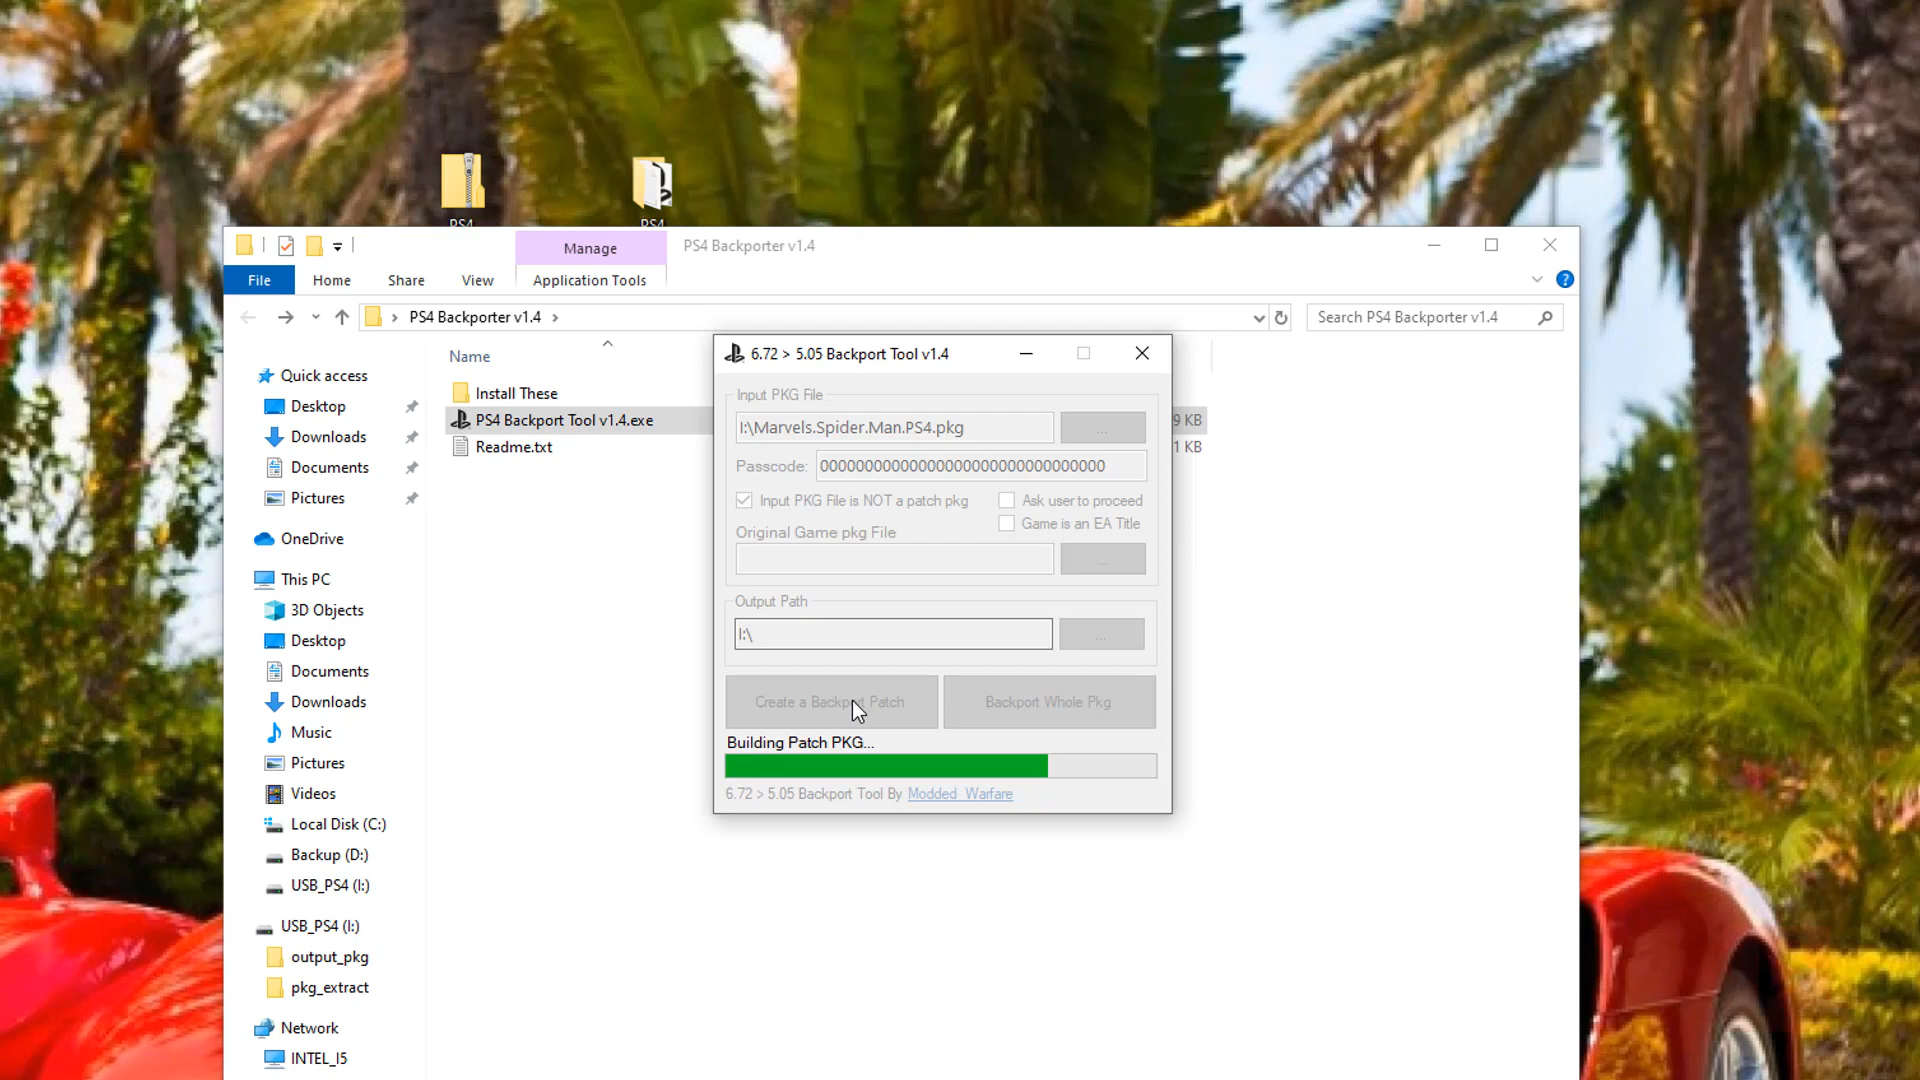 PS4
PS4
Manage
PS4 Backporter v1.4
File
Home
Share
View
Application Tools
PS4 Backporter v1.4
Search PS4 Backporter v1.4
Name
Quick access
Desktop
Downloads
Documents
Pictures
OneDrive
This PC
3D Objects
Desktop
Documents
Downloads
Music
Pictures
Videos
Local Disk (C:)
Backup (D:)
USB_PS4 (I:)
USB_PS4 (I:)
output_pkg
pkg_extract
Network
INTEL_I5
Install These
PS4 Backport Tool v1.4.exe
9 KB
Readme.txt
1 KB
6.72 > 5.05 Backport Tool v1.4
Input PKG File
I:\Marvels.Spider.Man.PS4.pkg
...
Passcode: 00000000000000000000000000000000
Input PKG File is NOT a patch pkg
Ask user to proceed
Game is an EA Title
Original Game pkg File
...
Output Path
I:\
...
Create a Backport Patch
Backport Whole Pkg
Building Patch PKG...
6.72 > 5.05 Backport Tool By Modded_Warfare